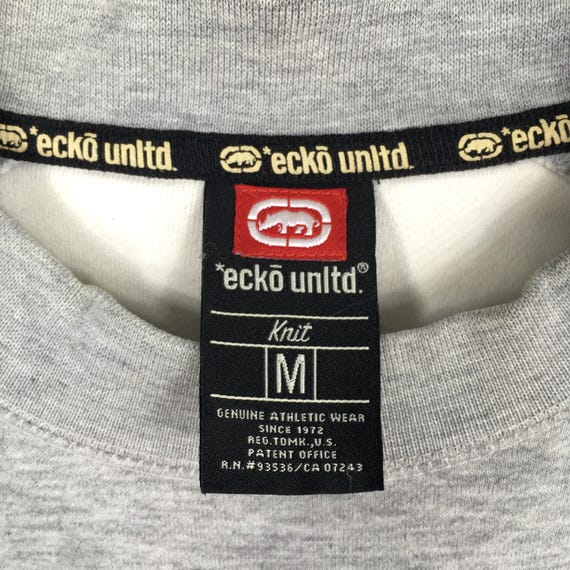 *eckō unltd. *eckō unltd. *eckō
*eckō unltd.®
Knit
M
GENUINE ATHLETIC WEAR
SINCE 1972
REG.TDMK.,U.S.
PATENT OFFICE
R.N.#93536/CA 07243